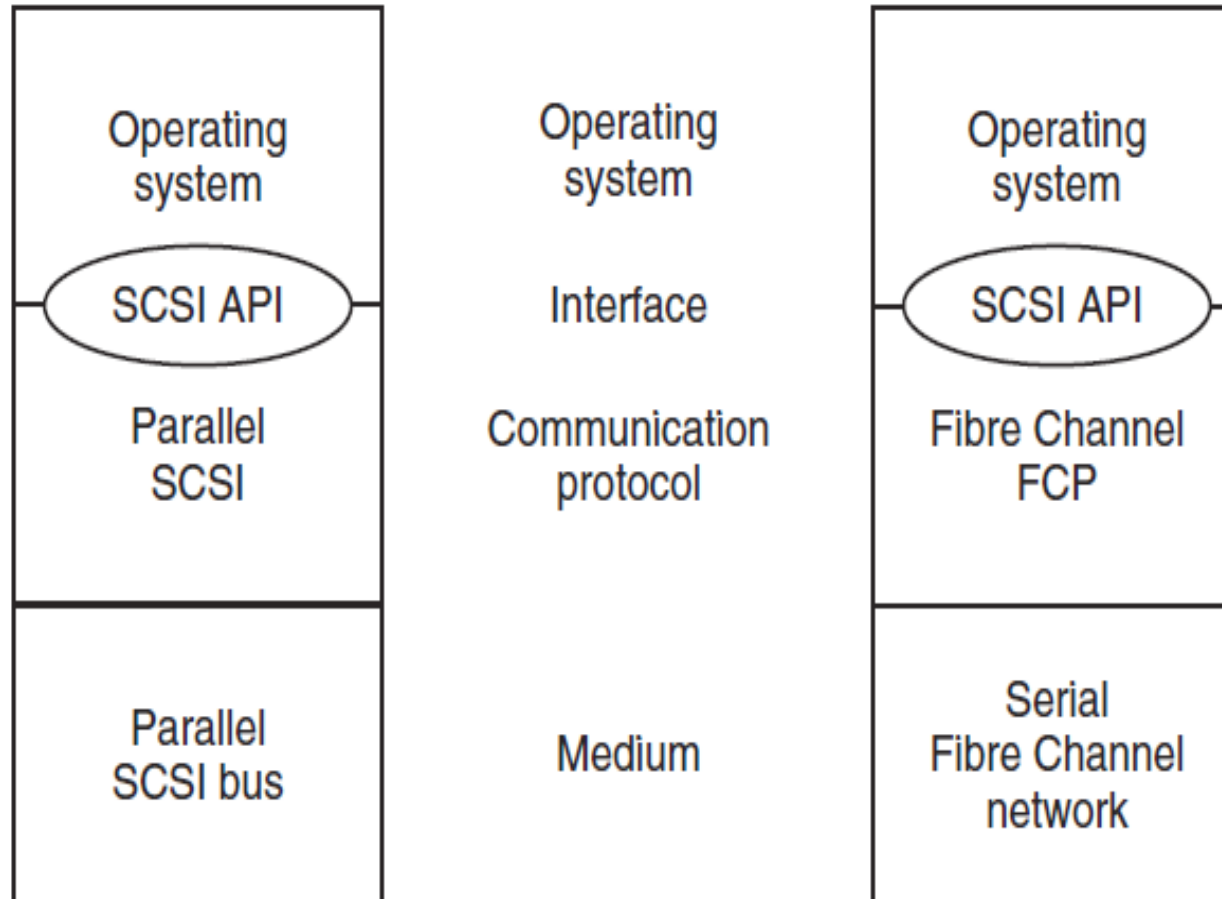 Operating
system
SCSI API
Parallel
SCSI
Parallel
SCSI bus
Operating
system
Interface
Communication
protocol
Medium
Operating
system
SCSI API
Fibre Channel
FCP
Serial
Fibre Channel
network